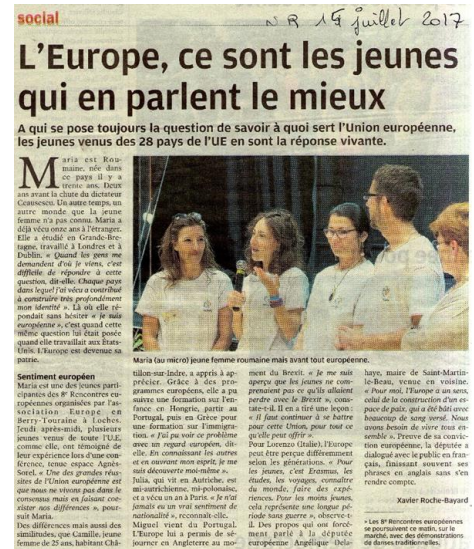 social
NR 15 juillet 2017
L'Europe, ce sont les jeunes
qui en parlent le mieux
A qui se pose toujours la question de savoir à quoi sert l'Union européenne,
les jeunes venus des 28 pays de l'UE en sont la réponse vivante.
Maria est Rou-
maine, née dans
ce pays il y a
trente ans. Deux
ans avant la chute du dictateur
Ceausescu. Un autre temps, un
autre monde que la jeune
femme n'a pas connu. Maria a
déjà vécu onze ans à l'étranger.
Elle a étudié en Grande-Bre-
tagne, travaillé à Londres et à
Dublin. « Quand les gens me
demandent d'où je viens, c'est
difficile de répondre à cette
question, dit-elle. Chaque pays
dans lequel j'ai vécu a contribué
à construire très profondément
mon identité ». Là où elle ré-
pondait sans hésiter « je suis
européenne », c'est quand cette
même question lui était posée
quand elle travaillait aux États-
Unis. L'Europe est devenue sa
patrie.
Maria (au micro) jeune femme roumaine mais avant tout européenne.
Sentiment européen
Maria est une des jeunes parti-
cipantes des 8es Rencontres eu-
ropéennes organisées par l'as-
sociation Europe en
Berry-Touraine à Loches.
Jeudi après-midi, plusieurs
jeunes venus de toute l'U.E,
comme elle, ont témoigné de
leur expérience lors d'une con-
férence, tenue espace Agnès-
Sorel. « Une des grandes réus-
sites de l'Union européenne est
que nous ne vivons pas dans le
consensus mais en faisant coe-
xister nos différences », pour-
suit Maria.
Des différences mais aussi des
similitudes, que Camille, jeune
femme de 25 ans, habitant Châ-
tillon-sur-Indre, a appris à ap-
précier. Grâce à des pro-
grammes européens, elle a pu
suivre une formation sur l'en-
fance en Hongrie, partir au
Portugal, puis en Grèce pour
une formation sur l'immigra-
tion. « J'ai pu voir ce problème
avec un regard européen, dit-
elle. En connaissant les autres
et en ouvrant mon esprit, je me
suis découverte moi-même ».
Julia, qui vit en Autriche, est
mi-autrichienne, mi-polonaise,
et a vécu un an à Paris. « Je n'ai
jamais eu un vrai sentiment de
nationalité », reconnaît-elle.
Miguel vient du Portugal.
L'Europe lui a permis de sé-
journer en Angleterre au mo-
ment du Brexit. « Je me suis
aperçu que les jeunes ne com-
prenaient pas ce qu'ils allaient
perdre avec le Brexit », cons-
tate-t-il. Il en a tiré une leçon :
« Il faut continuer à se battre
pour cette Union, pour tout ce
qu'elle peut offrir »
Pour Lorenzo (Italie), l'Europe
peut être perçue différemment
selon les générations. « Pour
les jeunes, c'est Erasmus, les
études, les voyages, connaître
du monde, faire des expé-
riences. Pour les moins jeunes,
cela représente une longue pé-
riode sans guerre », observe-t-
il. Des propos qui ont forcé-
ment parlé à la députée
européenne Angélique Dela-
haye, maire de Saint-Martin-
le-Beau, venue en voisine.
« Pour moi, l'Europe a un sens,
celui de la construction d'un es-
pace de paix, qui a été bâti avec
beaucoup de sang versé. Nous
avons besoin de vivre tous en-
semble ». Preuve de sa convic-
tion européenne, la députée a
dialogué avec le public en fran-
çais, finissant souvent ses
phrases en anglais sans s'en
rendre compte.
Xavier Roche-Bayard
• Les 8es Rencontres européennes
se poursuivent ce matin, sur le
marché, avec des démonstrations
de danses traditionnelles.